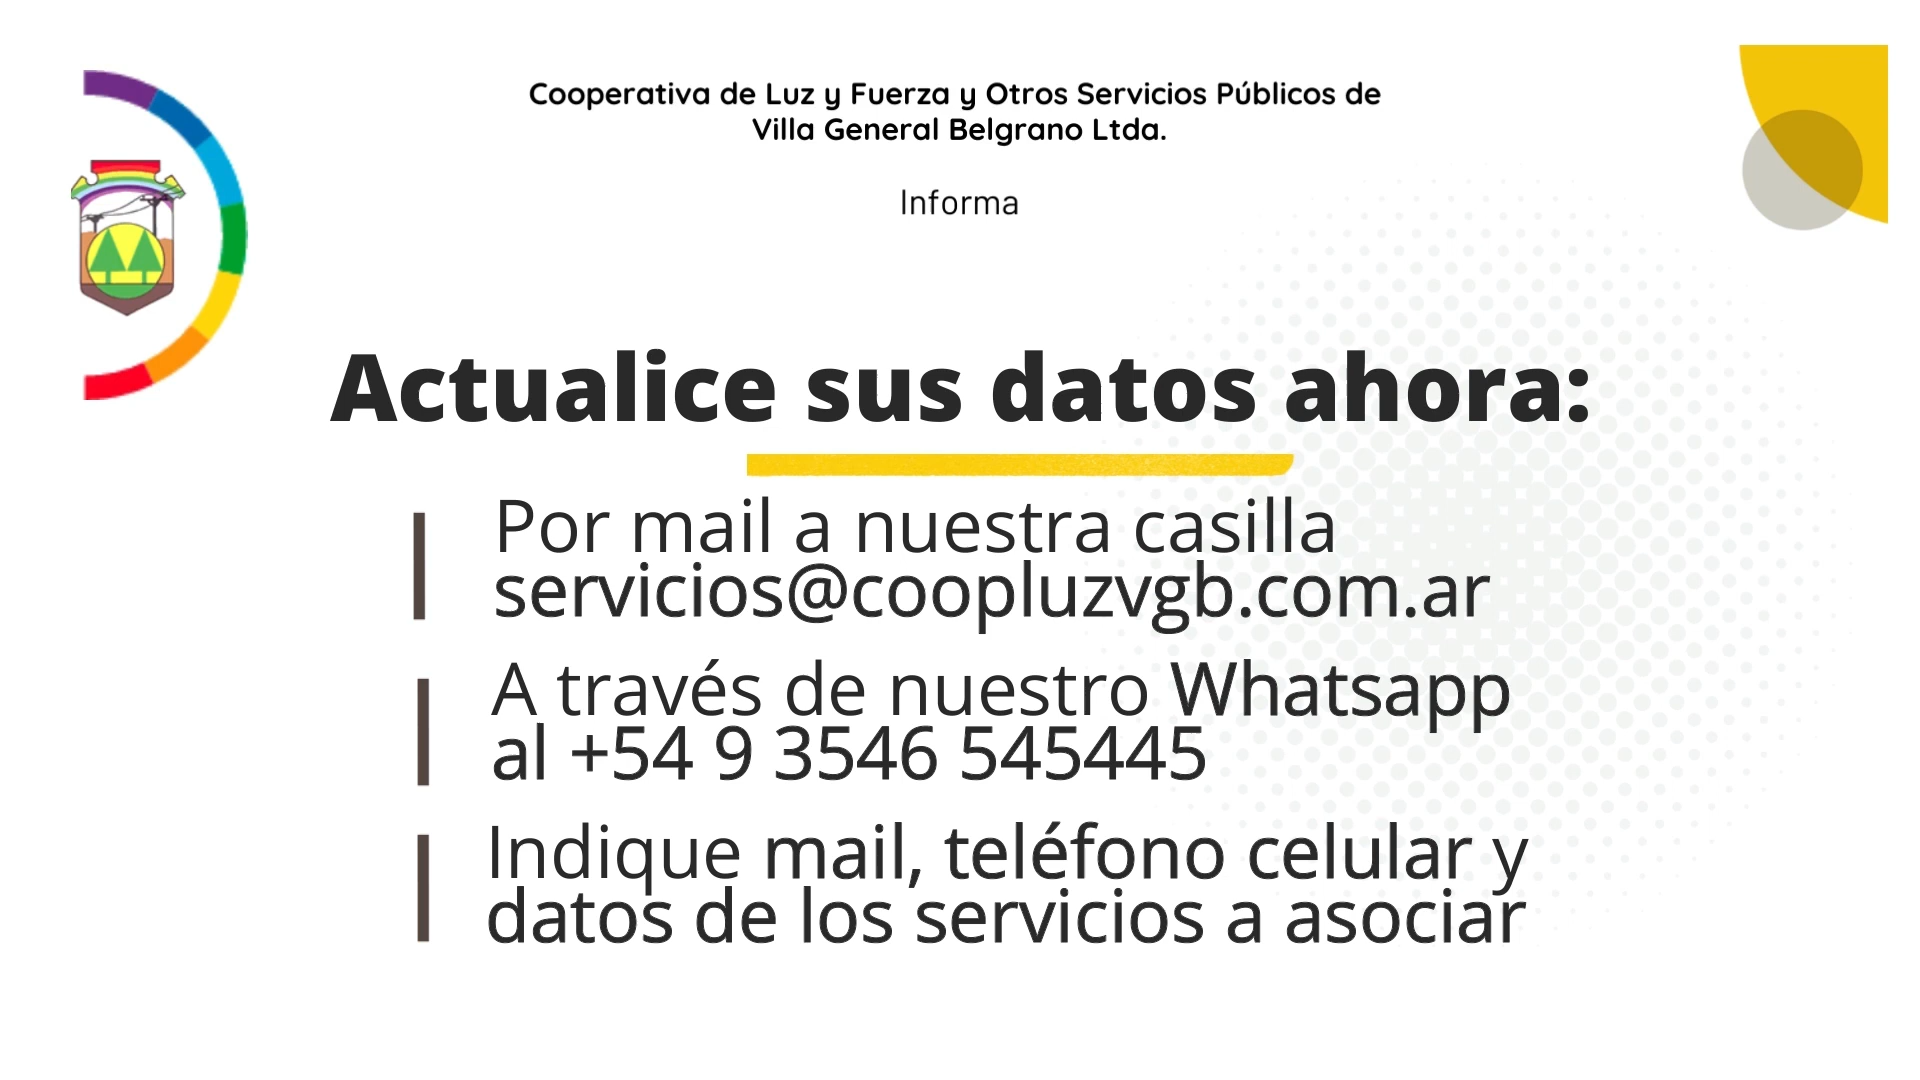 Cooperativa de Luz y Fuerza y Otros Servicios Públicos de
Villa General Belgrano Ltda.
Informa
Actualice sus datos ahora:
Por mail a nuestra casilla
servicios@coopluzvgb.com.ar
A través de nuestro Whatsapp
al +54 9 3546 545445
Indique mail, teléfono celular y
datos de los servicios a asociar